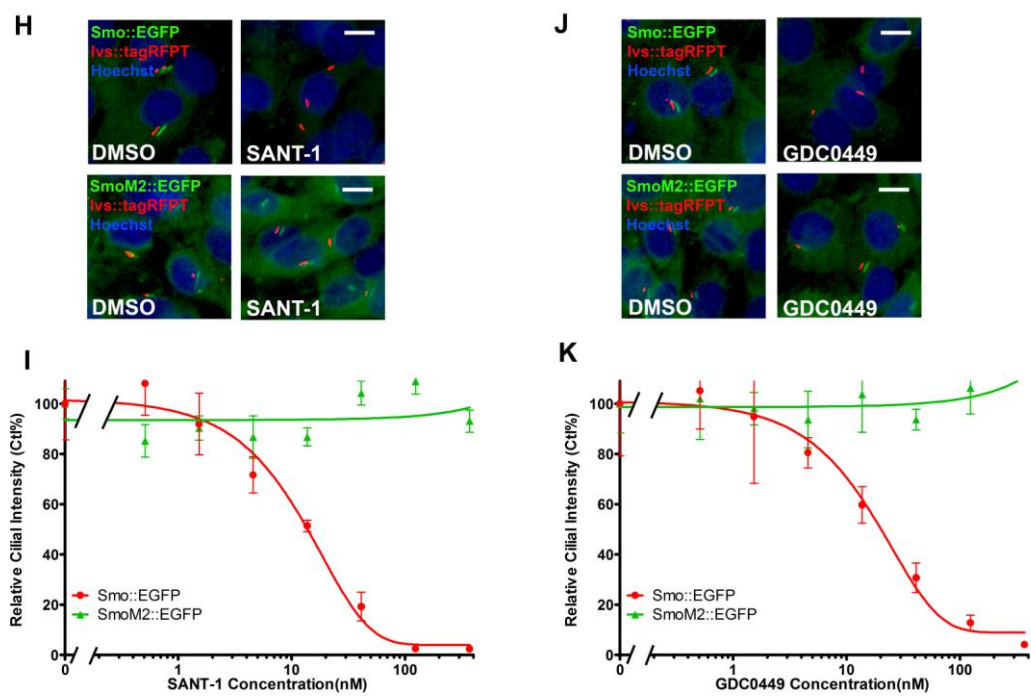 H
Smo::EGFP
Ivs::tagRFPT
Hoechst
DMSO
SANT-1
SmoM2::EGFP
Ivs::tagRFPT
Hoechst
DMSO
SANT-1
J
Smo::EGFP
Ivs::tagRFPT
Hoechst
DMSO
GDC0449
SmoM2::EGFP
Ivs::tagRFPT
Hoechst
DMSO
GDC0449
I
Relative Cilial Intensity (Ctl%)
100
80
60
40
20
0
Smo::EGFP
SmoM2::EGFP
0
1
10
100
SANT-1 Concentration(nM)
K
Relative Cilial Intensity (Ctl%)
100
80
60
40
20
0
Smo::EGFP
SmoM2::EGFP
0
1
10
100
GDC0449 Concentration(nM)